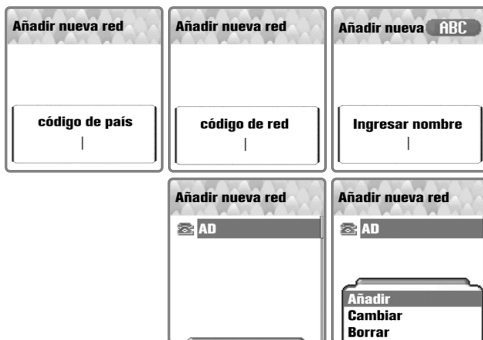 Añadir nueva red
código de país
Añadir nueva red
código de red
Añadir nueva ABC
Ingresar nombre
Añadir nueva red
AD
Añadir nueva red
AD
Añadir
Cambiar
Borrar